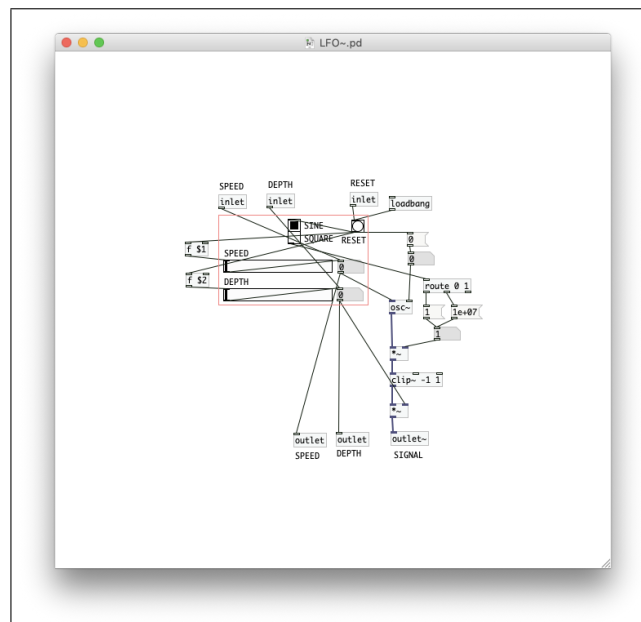 LFO~.pd
SPEED
DEPTH
RESET
inlet
inlet
inlet
loadbang
SINE
SQUARE
RESET
0
0
f $1
SPEED
0
f $2
DEPTH
0
route 0 1
osc~
1
1e+07
1
*~
clip~ -1 1
*~
outlet
outlet
outlet~
SPEED
DEPTH
SIGNAL